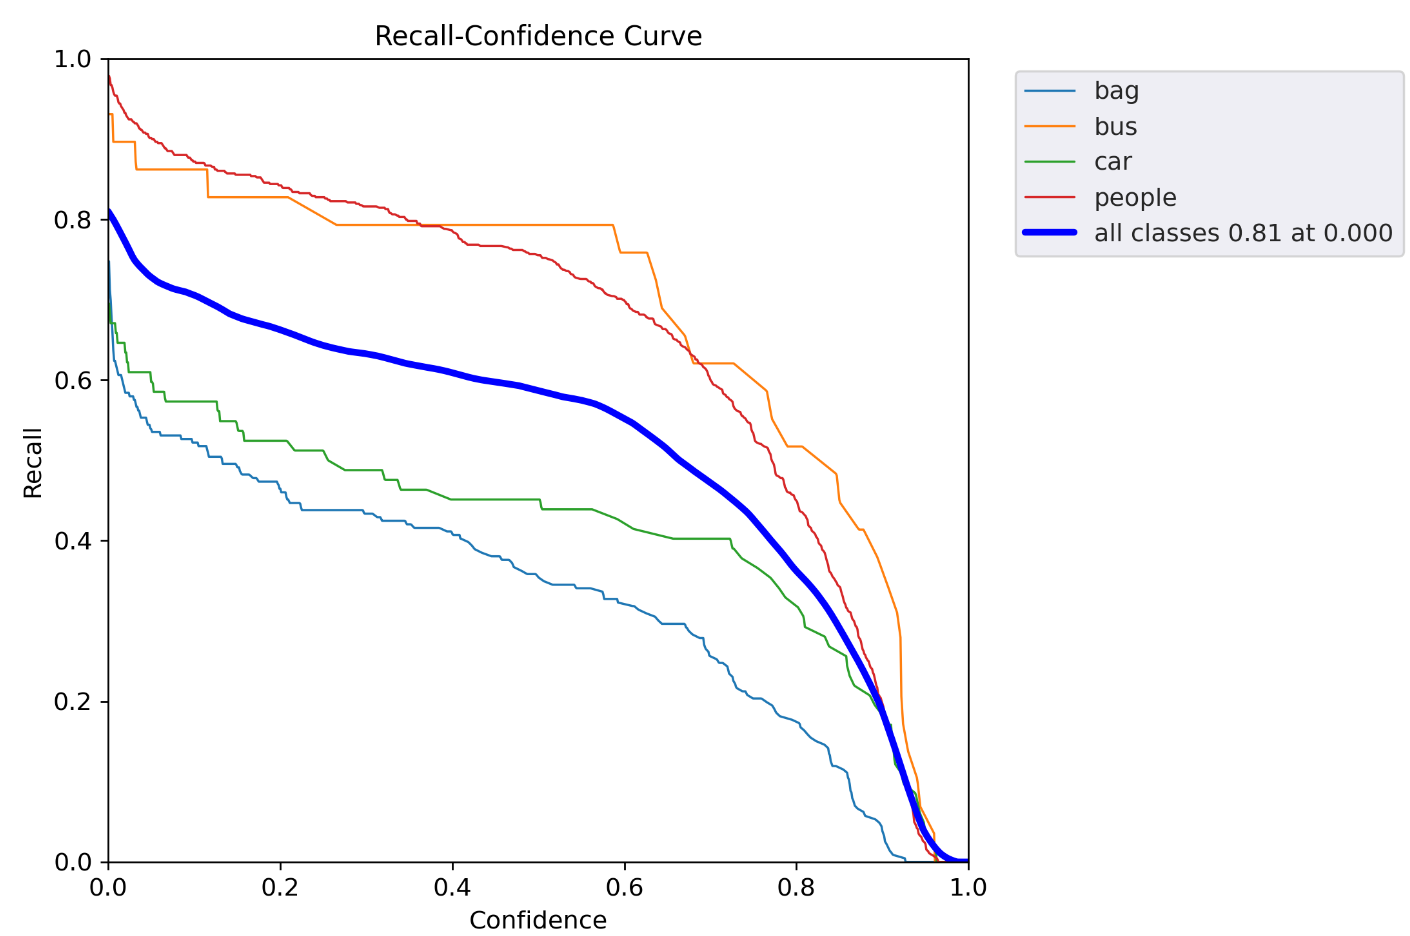 Recall-Confidence Curve
1.0
0.8
0.6
0.4
0.2
0.0
Recall
0.0 0.2 0.4 0.6 0.8 1.0
Confidence
bag
bus
car
people
all classes 0.81 at 0.000